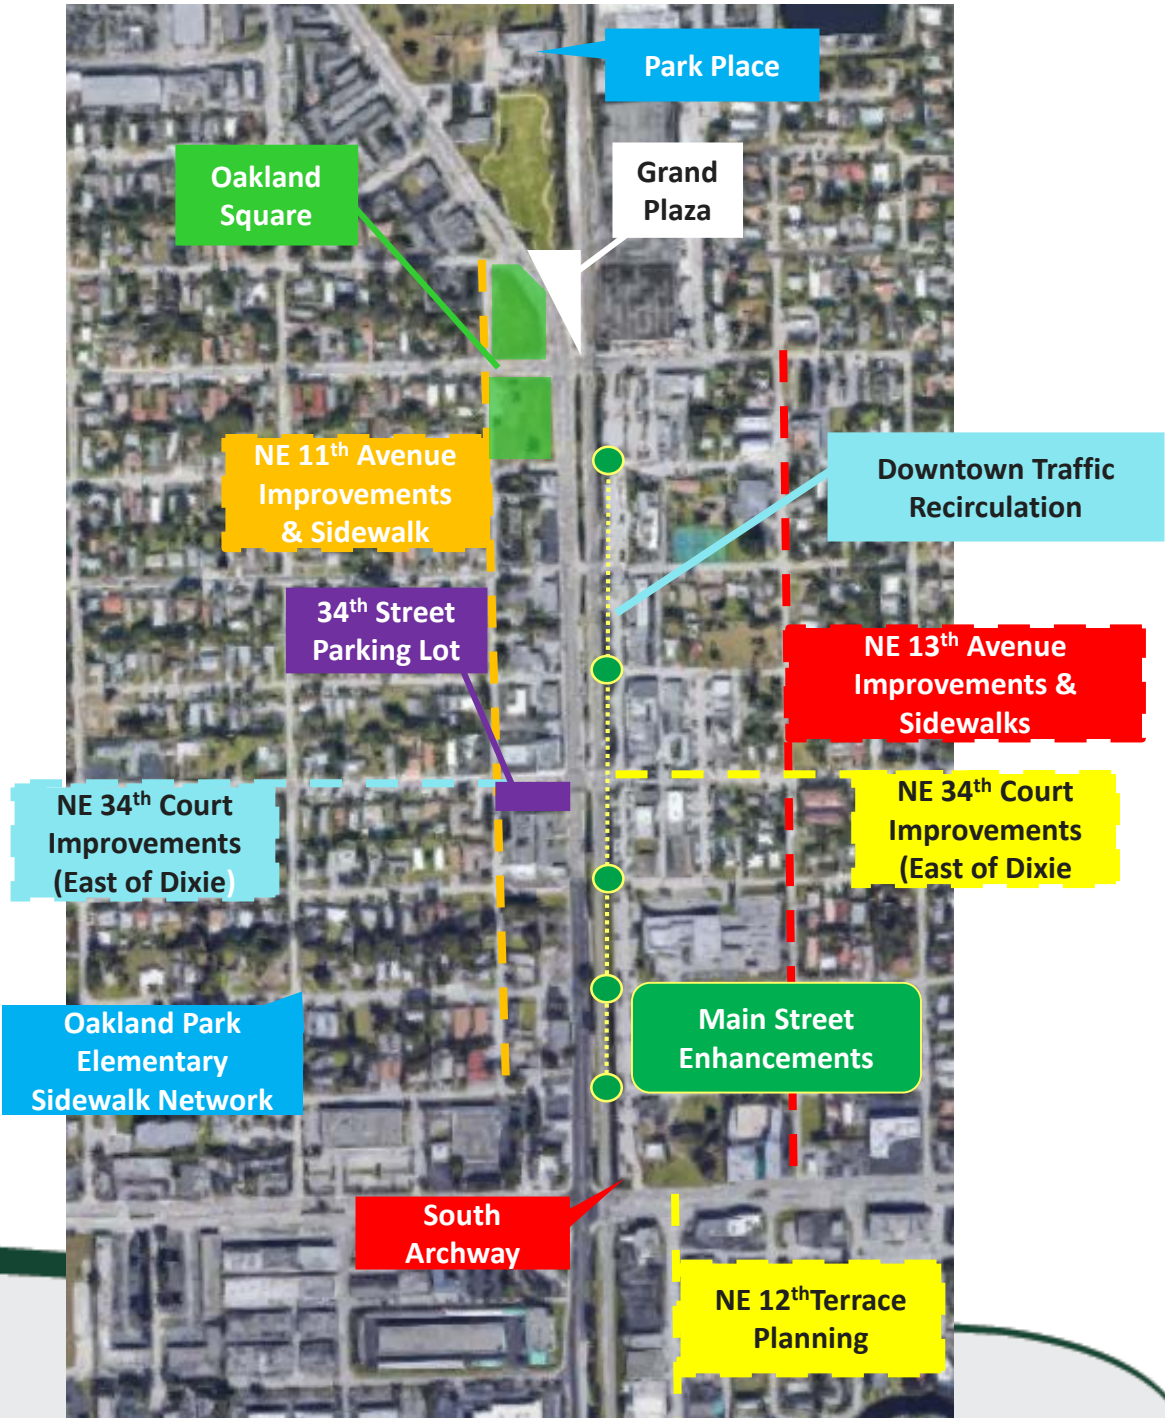 Park Place
Oakland
Square
Grand
Plaza
NE 11th Avenue
Improvements
& Sidewalk
Downtown Traffic
Recirculation
34th Street
Parking Lot
NE 13th Avenue
Improvements &
Sidewalks
NE 34th Court
Improvements
(East of Dixie)
NE 34th Court
Improvements
(East of Dixie
Oakland Park
Elementary
Sidewalk Network
Main Street
Enhancements
South
Archway
NE 12thTerrace
Planning